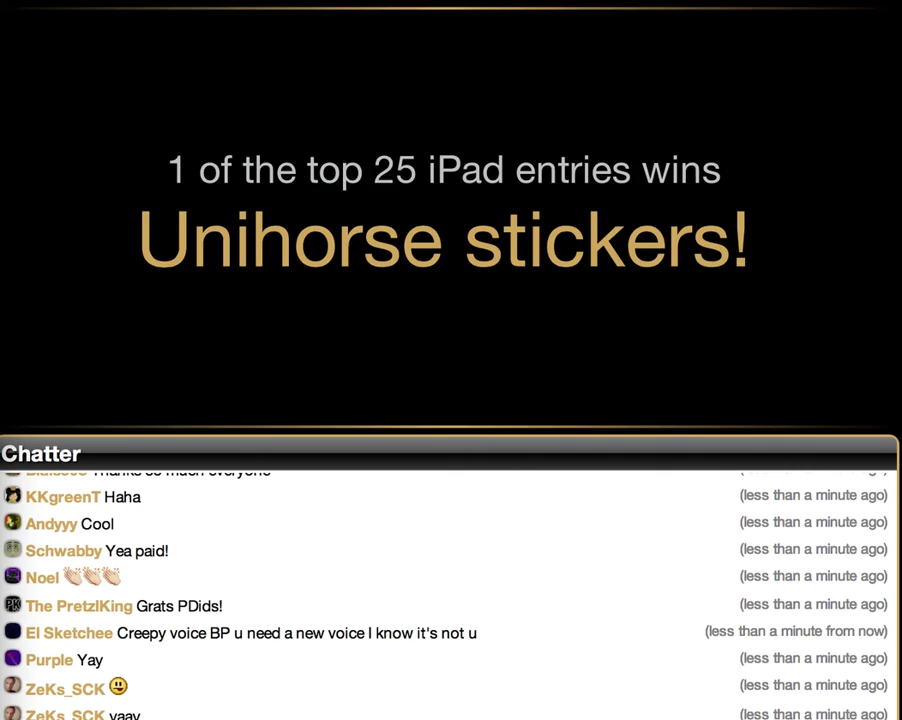 1 of the top 25 iPad entries wins
Unihorse stickers!
Chatter
Thanks so much everyone
KKgreenT Haha (less than a minute ago)
Andyyy Cool (less than a minute ago)
Schwabby Yea paid! (less than a minute ago)
Noel 👏🏻👏🏻👏🏻 (less than a minute ago)
The PretzlKing Grats PDids! (less than a minute ago)
El Sketchee Creepy voice BP u need a new voice I know it's not u (less than a minute from now)
Purple Yay (less than a minute ago)
ZeKs_SCK 😃 (less than a minute ago)
ZeKs_SCK yaay (less than a minute ago)